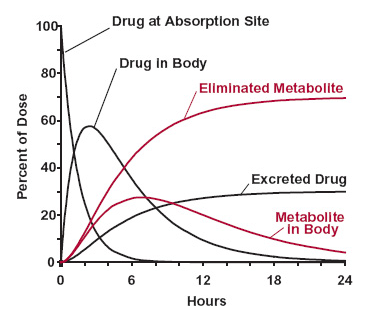 Drug at Absorption Site
Drug in Body
Eliminated Metabolite
Excreted Drug
Metabolite
in Body
Percent of Dose
100
80
60
40
20
0
0
6
12
18
24
Hours